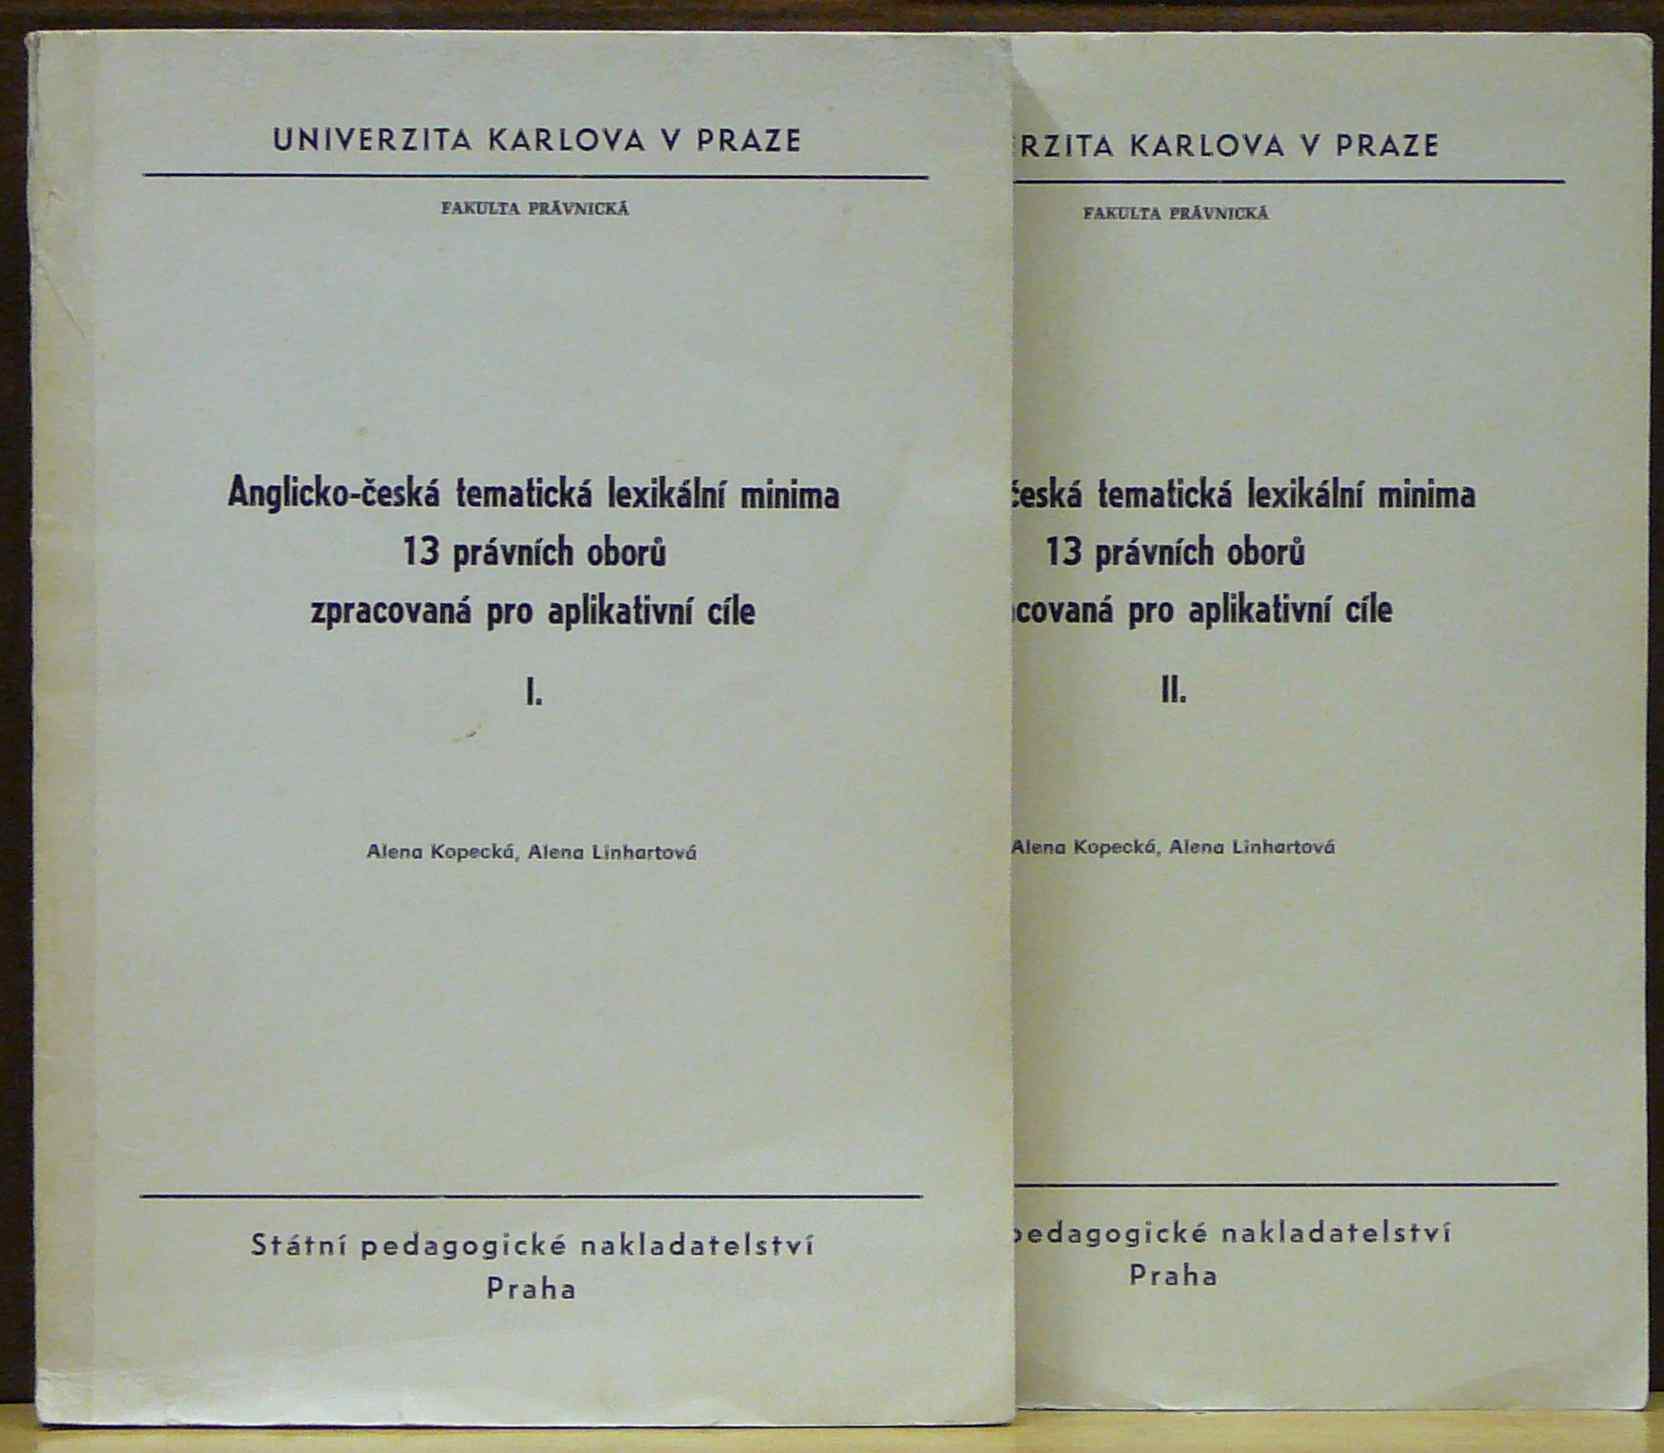 UNIVERZITA KARLOVA V PRAZE
FAKULTA PRÁVNICKÁ
Anglicko-česká tematická lexikální minima
13 právních oborů
zpracovaná pro aplikativní cíle
I.
Alena Kopecká, Alena Linhartová
Státní pedagogické nakladatelství
Praha
RZITA KARLOVA V PRAZE
FAKULTA PRÁVNICKÁ
česká tematická lexikální minima
13 právních oborů
covaná pro aplikativní cíle
II.
Alena Kopecká, Alena Linhartová
pedagogické nakladatelství
Praha